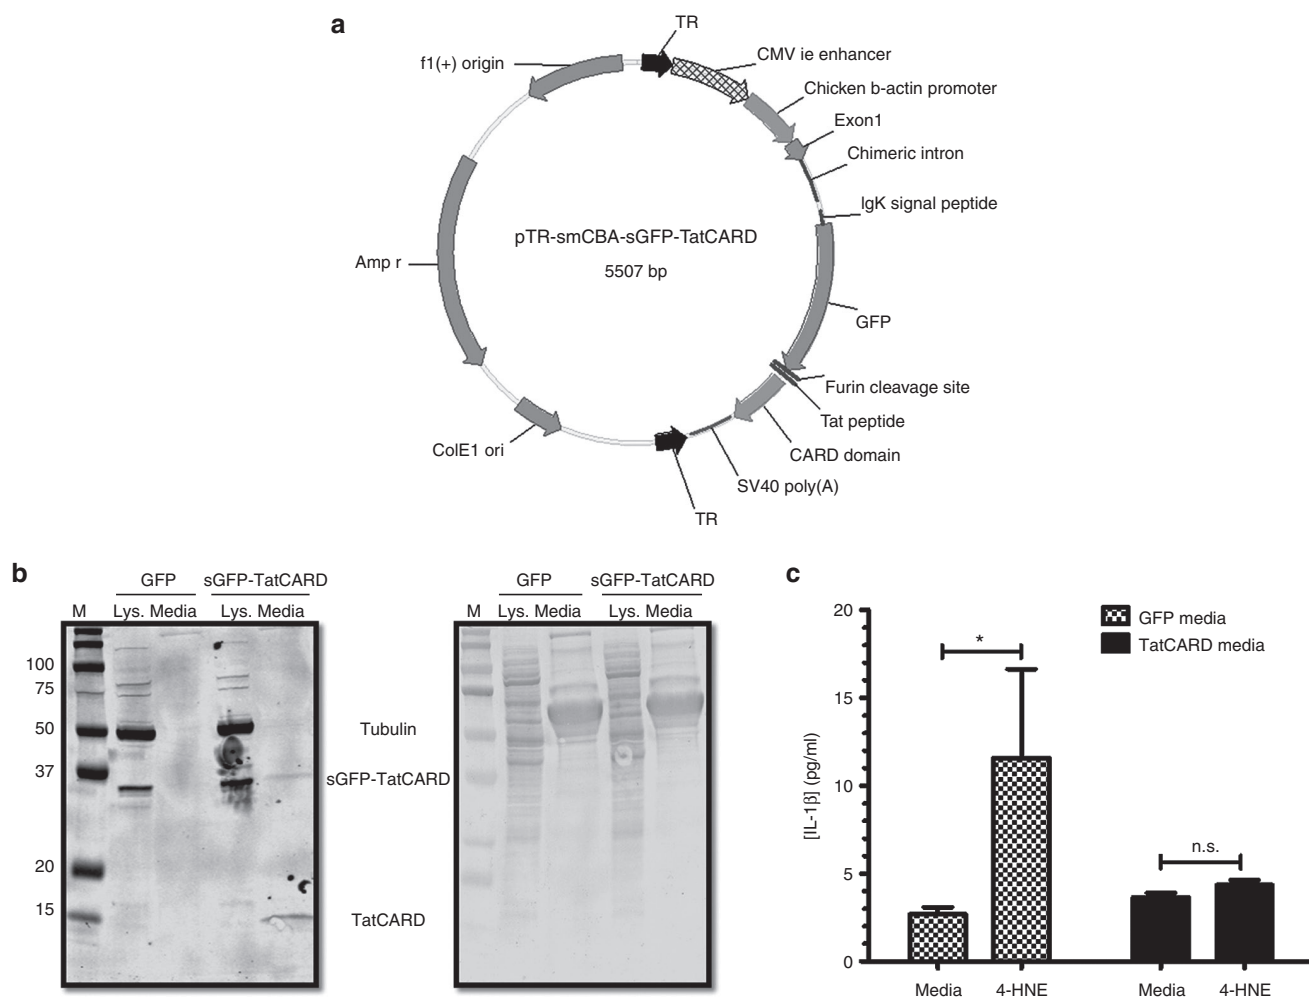 a
TR
CMV ie enhancer
Chicken b-actin promoter
Exon1
Chimeric intron
IgK signal peptide
GFP
Furin cleavage site
Tat peptide
CARD domain
SV40 poly(A)
TR
ColE1 ori
Amp r
f1(+) origin
pTR-smCBA-sGFP-TatCARD
5507 bp
b
GFP sGFP-TatCARD
M Lys. Media Lys. Media
100
75
50
37
20
15
Tubulin
sGFP-TatCARD
TatCARD
GFP sGFP-TatCARD
M Lys. Media Lys. Media
c
[IL-1β] (pg/ml)
20
15
10
5
0
*
n.s.
GFP media
TatCARD media
Media 4-HNE Media 4-HNE